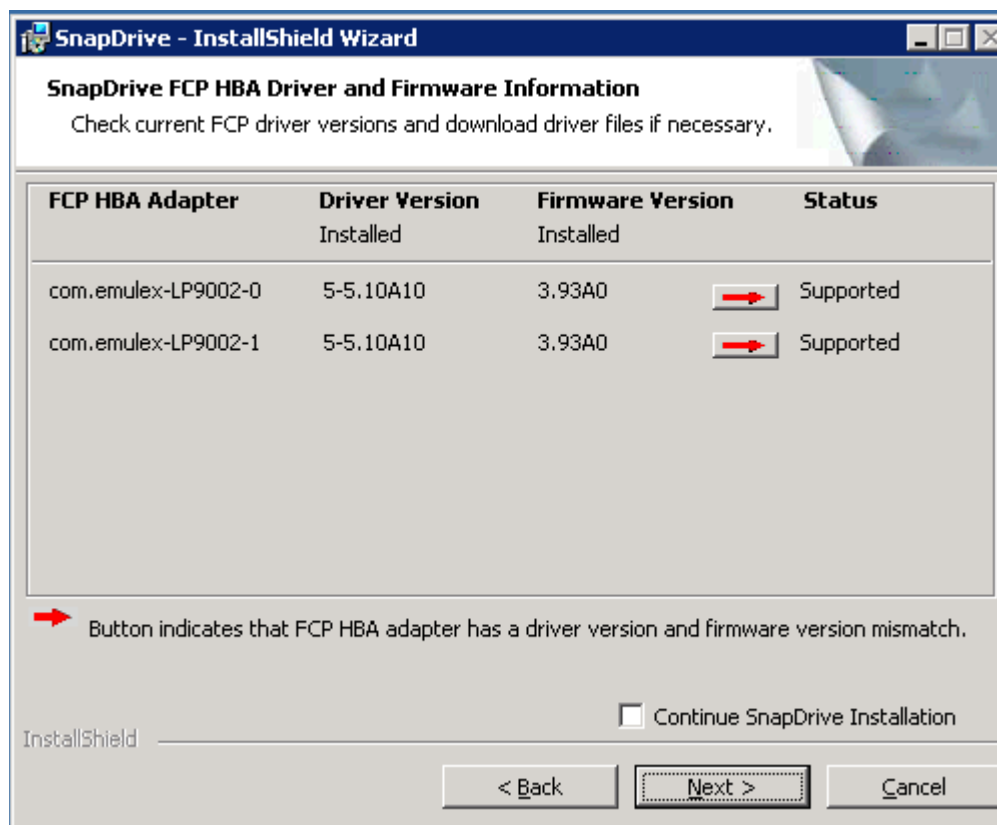 SnapDrive - InstallShield Wizard
SnapDrive FCP HBA Driver and Firmware Information
Check current FCP driver versions and download driver files if necessary.
FCP HBA Adapter Driver Version Firmware Version Status
Installed Installed
com.emulex-LP9002-0 5-5.10A10 3.93A0 Supported
com.emulex-LP9002-1 5-5.10A10 3.93A0 Supported
Button indicates that FCP HBA adapter has a driver version and firmware version mismatch.
Continue SnapDrive Installation
InstallShield
< Back Next > Cancel